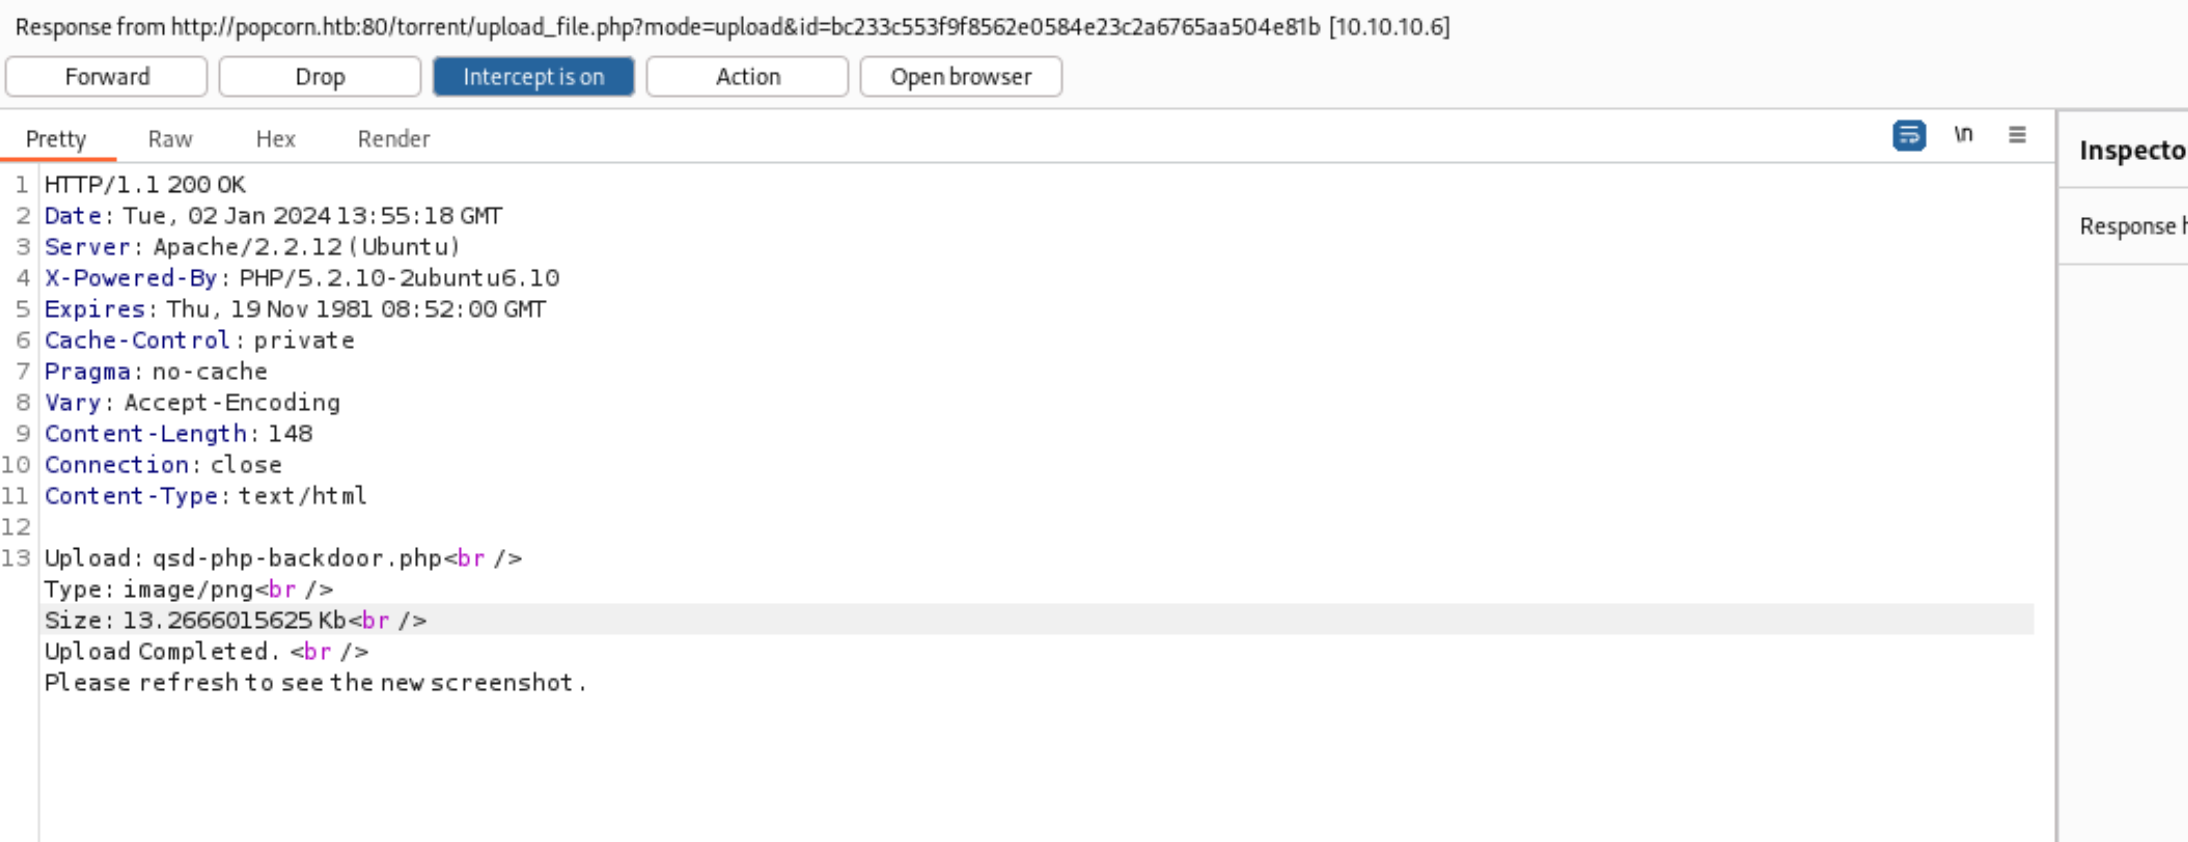 Response from http://popcorn.htb:80/torrent/upload_file.php?mode=upload&id=bc233c553f9f8562e0584e23c2a6765aa504e81b [10.10.10.6]
Forward Drop Intercept is on Action Open browser
Pretty Raw Hex Render \n
Inspecto
Response h
1 HTTP/1.1 200 OK
2 Date: Tue, 02 Jan 2024 13:55:18 GMT
3 Server: Apache/2.2.12 (Ubuntu)
4 X-Powered-By: PHP/5.2.10-2ubuntu6.10
5 Expires: Thu, 19 Nov 1981 08:52:00 GMT
6 Cache-Control: private
7 Pragma: no-cache
8 Vary: Accept-Encoding
9 Content-Length: 148
10 Connection: close
11 Content-Type: text/html
12
13 Upload: qsd-php-backdoor.php<br />
Type: image/png<br />
Size: 13.2666015625 Kb<br />
Upload Completed. <br />
Please refresh to see the new screenshot.